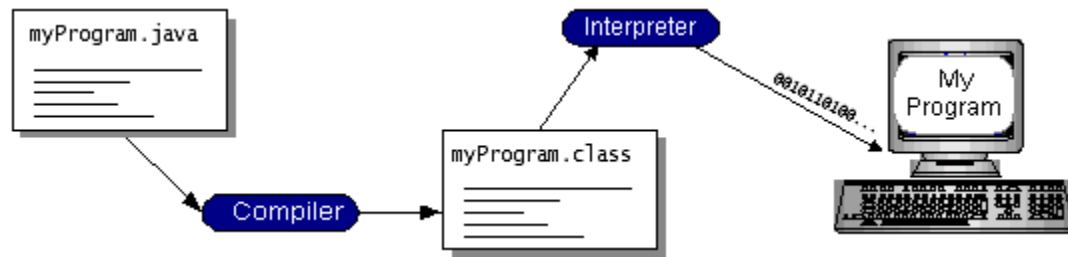 myProgram.java
Compiler
myProgram.class
Interpreter
0010110100...
My
Program